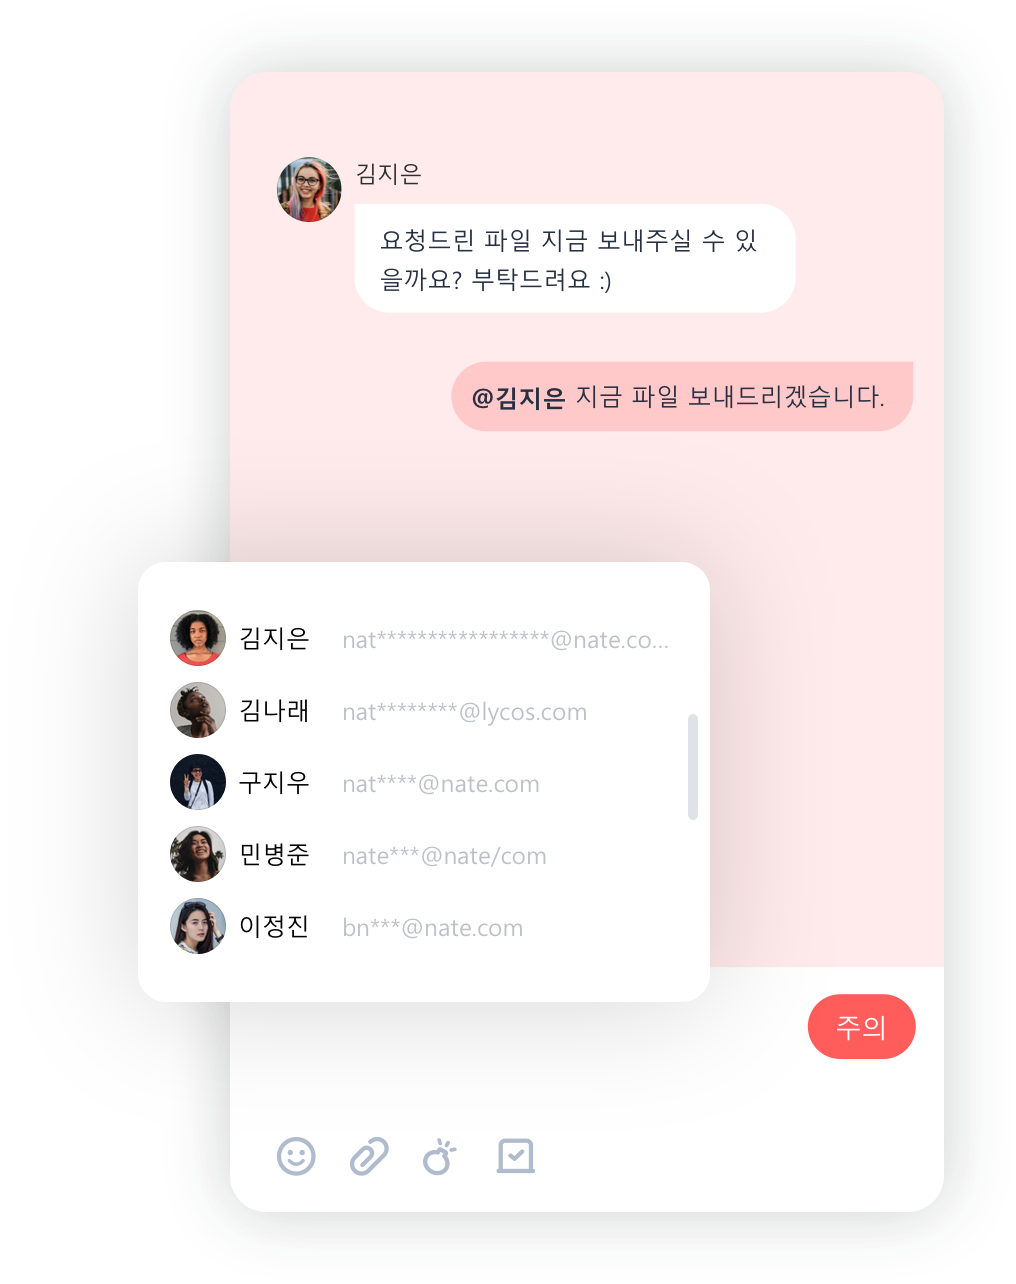 김지은
요청드린 파일 지금 보내주실 수 있
을까요? 부탁드려요 :)
@김지은 지금 파일 보내드리겠습니다.
김지은 nat*****************@nate.co...
김나래 nat********@lycos.com
구지우 nat****@nate.com
민병준 nate***@nate/com
이정진 bn***@nate.com
주의